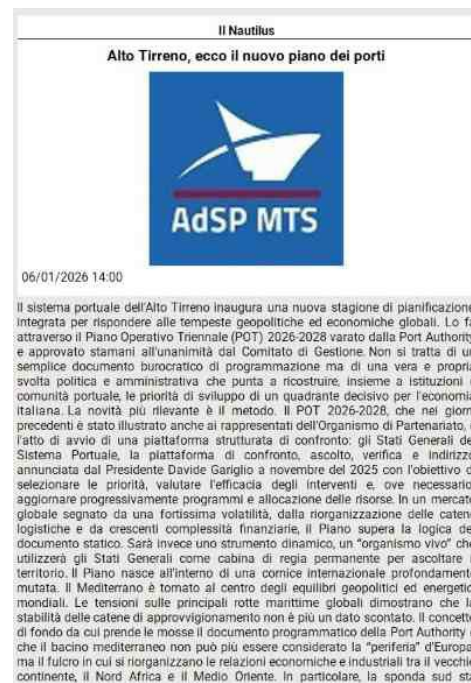 Il Nautilus
Alto Tirreno, ecco il nuovo piano dei porti
AdSP MTS
06/01/2026 14:00
Il sistema portuale dell'Alto Tirreno inaugura una nuova stagione di pianificazione
integrata per rispondere alle tempeste geopolitiche ed economiche globali. Lo fa
attraverso il Piano Operativo Triennale (POT) 2026-2028 varato dalla Port Authority
e approvato stamani all'unanimità dal Comitato di Gestione. Non si tratta di un
semplice documento burocratico di programmazione ma di una vera e propria
svolta politica e amministrativa che punta a ricostruire, insieme a istituzioni
comunità portuale, le priorità di sviluppo di un quadrante decisivo per l'economia
italiana. La novità più rilevante è il metodo. Il POT 2026-2028, che nei giorni
precedenti è stato illustrato anche ai rappresentati dell'Organismo di Partenariato,
l'atto di avvio di una piattaforma strutturata di confronto: gli Stati Generali del
Sistema Portuale, la piattaforma di confronto, ascolto, verifica e indirizzo
annunciata dal Presidente Davide Gariglio a novembre del 2025 con l'obiettivo di
selezionare le priorità, valutare l'efficacia degli interventi e, ove necessario,
aggiornare progressivamente programmi e allocazione delle risorse. In un mercato
globale segnato da una fortissima volatilità, dalla riorganizzazione delle catene
logistiche e da crescenti complessità finanziarie, il Piano supera la logica del
documento statico. Sarà invece uno strumento dinamico, un "organismo vivo" che
utilizzerà gli Stati Generali come cabina di regia permanente per ascoltare
territorio. Il Piano nasce all'interno di una cornice internazionale profondamente
mutata. Il Mediterraneo è tornato al centro degli equilibri geopolitici ed energetici
mondiali. Le tensioni sulle principali rotte marittime globali dimostrano che la
stabilità delle catene di approvvigionamento non è più un dato scontato. Il concetto
di fondo da cui prende le mosse il documento programmatico della Port Authority
che il bacino mediterraneo non può più essere considerato la "periferia" d'Europa
ma il fulcro in cui si riorganizzano le relazioni economiche e industriali tra il vecchio
continente, il Nord Africa e il Medio Oriente. In particolare, la sponda sud